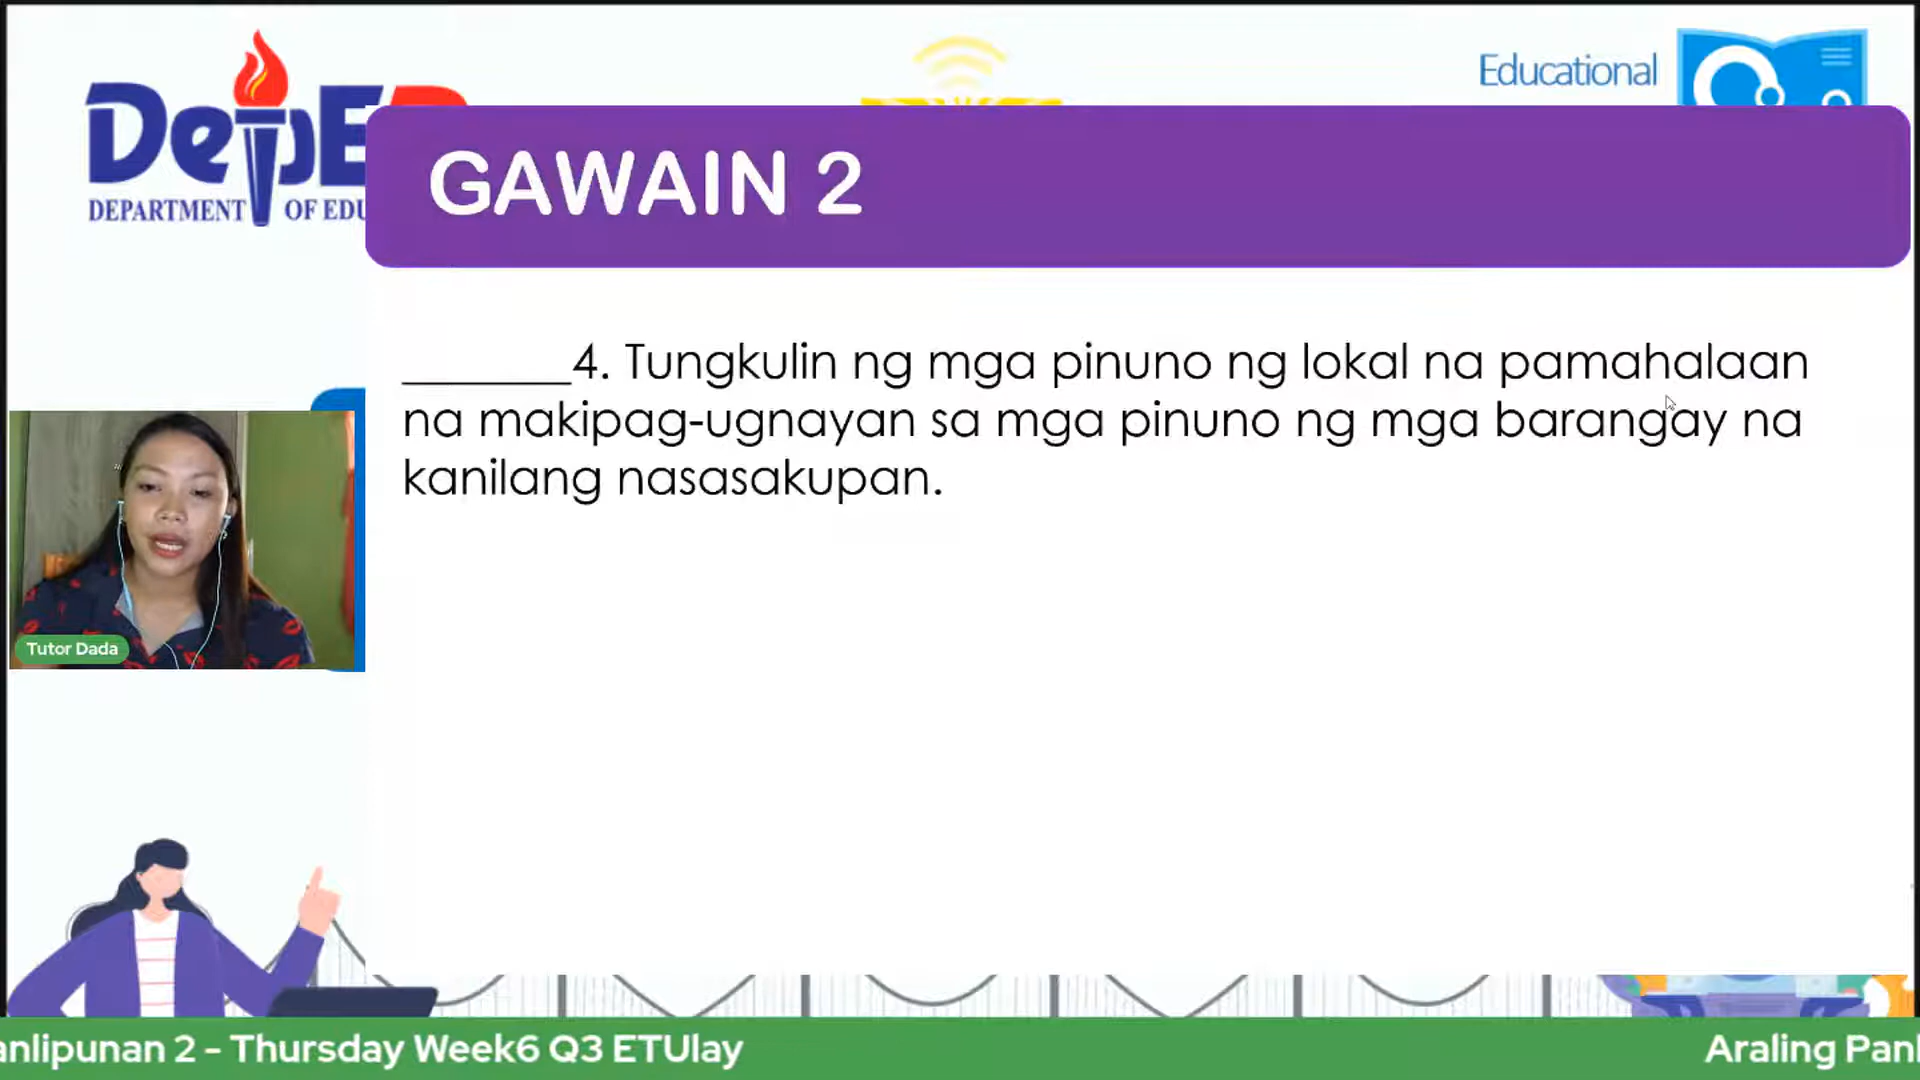 DepE
DEPARTMENT OF EDU
Educational
GAWAIN 2
_______4. Tungkulin ng mga pinuno ng lokal na pamahalaan
na makipag-ugnayan sa mga pinuno ng mga barangay na
kanilang nasasakupan.
Tutor Dada
anlipunan 2 - Thursday Week6 Q3 ETUlay
Araling Panl